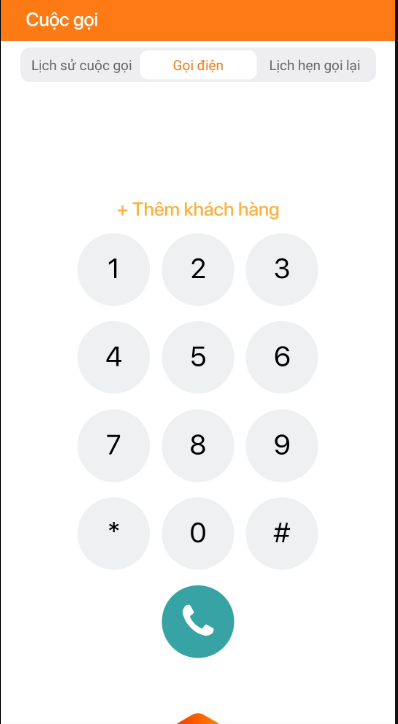 Cuộc gọi
Lịch sử cuộc gọi Gọi điện Lịch hẹn gọi lại
+ Thêm khách hàng
1 2 3
4 5 6
7 8 9
* 0 #